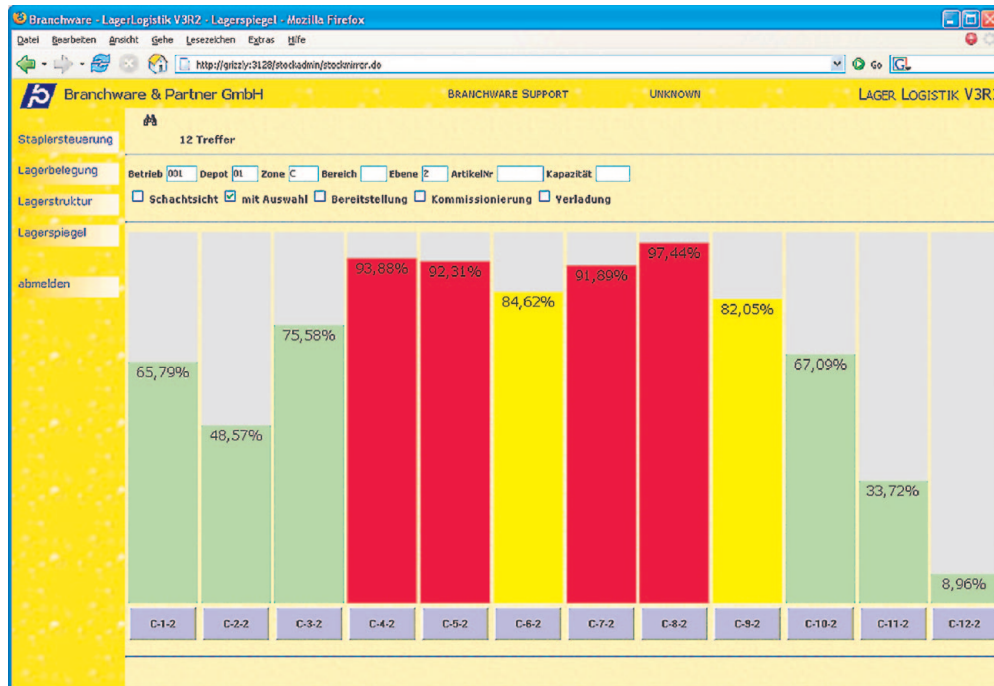 Branchware - LagerLogistik V3R2 - Lagerspiegel - Mozilla Firefox
Datei Bearbeiten Ansicht Gehe Lesezeichen Extras Hilfe
http://grizzly:3128/stockadmin/stockmirror.do Go G
Branchware & Partner GmbH BRANCHWARE SUPPORT UNKNOWN LAGER LOGISTIK V3R2
Staplersteuerung
Lagerbelegung
Lagerstruktur
Lagerspiegel
abmelden
12 Treffer
Betrieb 001 Depot 01 Zone C Bereich Ebene 2 ArtikelNr Kapazität
Schachtsicht mit Auswahl Bereitstellung Kommissionierung Verladung
65,79% 48,57% 75,58% 93,88% 92,31% 84,62% 91,89% 97,44% 82,05% 67,09% 33,72% 8,96%
C-1-2 C-2-2 C-3-2 C-4-2 C-5-2 C-6-2 C-7-2 C-8-2 C-9-2 C-10-2 C-11-2 C-12-2